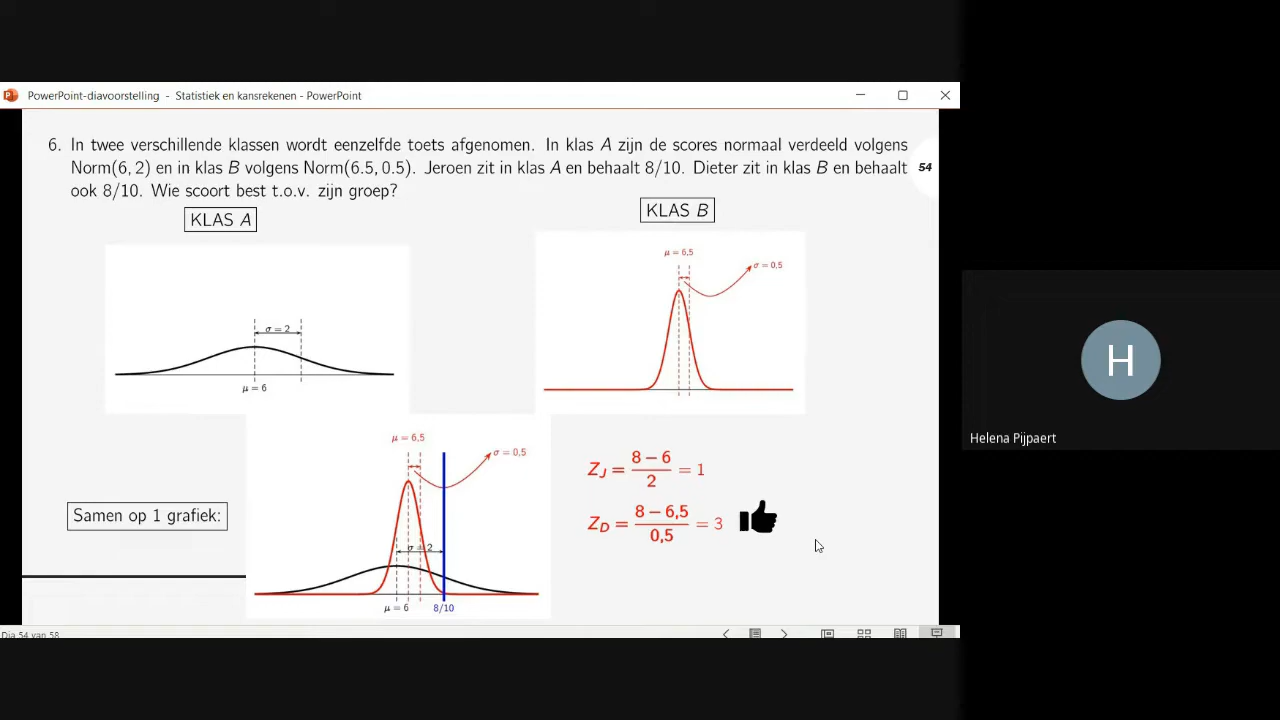 PowerPoint-diavoorstelling - Statistiek en kansrekenen - PowerPoint
6. In twee verschillende klassen wordt eenzelfde toets afgenomen. In klas A zijn de scores normaal verdeeld volgens
Norm(6, 2) en in klas B volgens Norm(6.5, 0.5). Jeroen zit in klas A en behaalt 8/10. Dieter zit in klas B en behaalt
ook 8/10. Wie scoort best t.o.v. zijn groep?
54
KLAS A
KLAS B
μ = 6,5
σ = 0,5
σ = 2
μ = 6
μ = 6,5
σ = 0,5
σ = 2
μ = 6
8/10
Samen op 1 grafiek:
Z_J = (8 − 6)/2 = 1
Z_D = (8 − 6,5)/0,5 = 3
H
Helena Pijpaert
Dia 54 van 58